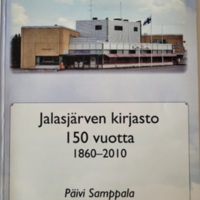 Jalasjärven kirjasto
150 vuotta
1860–2010
Päivi Samppala